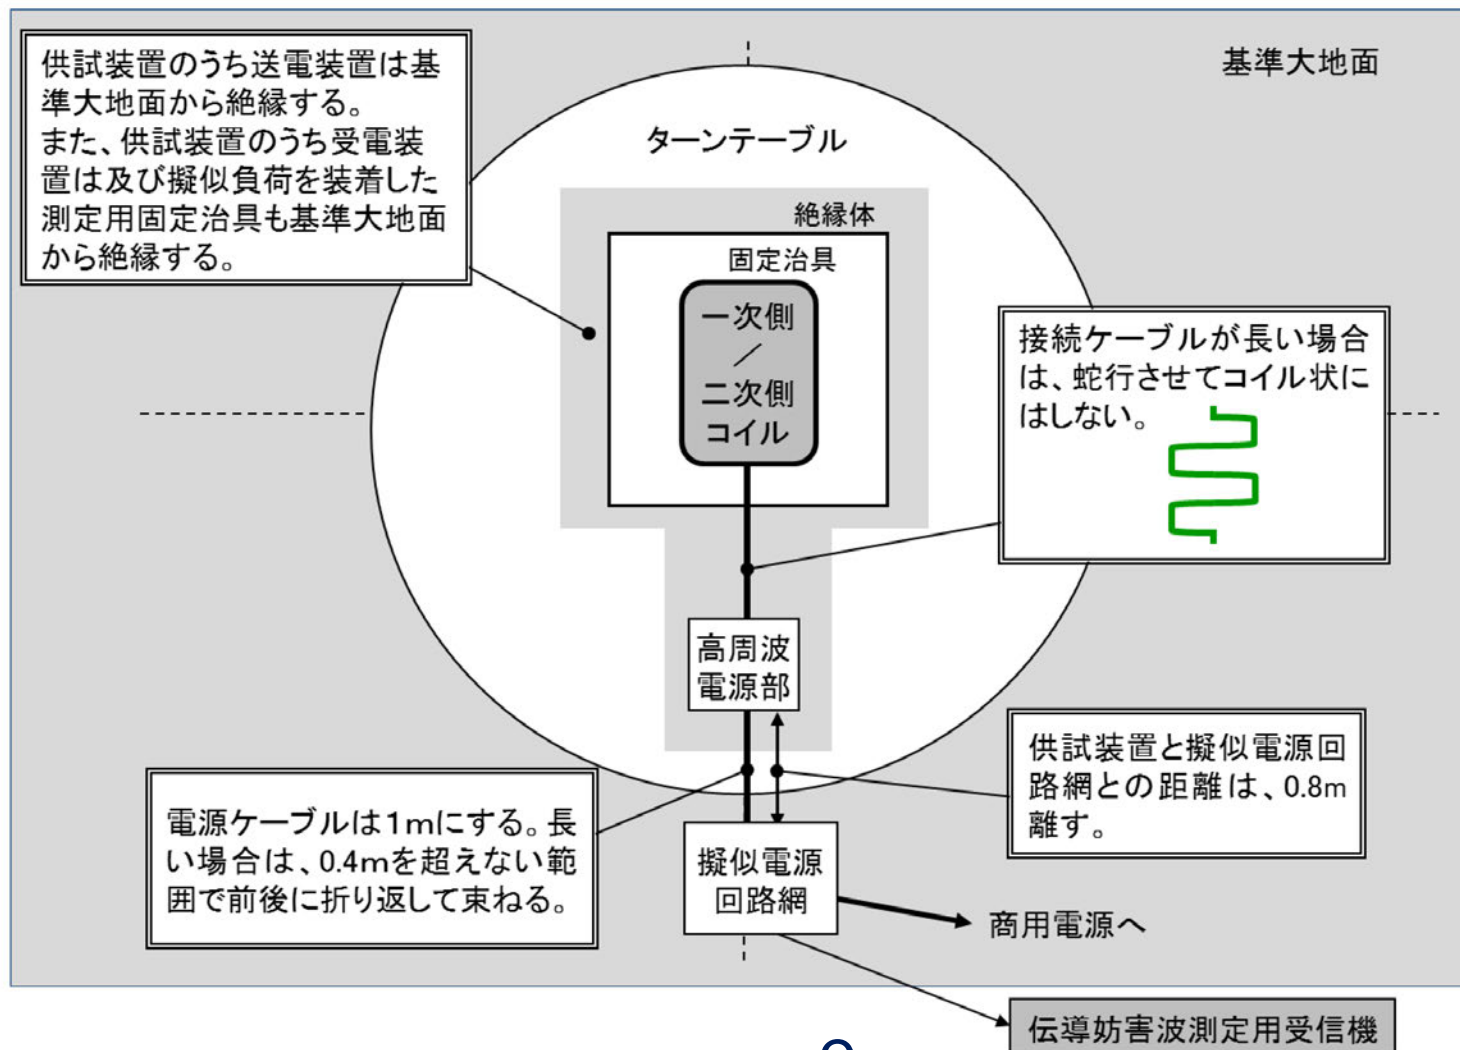 供試装置のうち送電装置は基
準大地面から絶縁する。
また、供試装置のうち受電装
置は及び擬似負荷を装着した
測定用固定治具も基準大地面
から絶縁する。
基準大地面
ターンテーブル
絶縁体
固定治具
一次側
／
二次側
コイル
接続ケーブルが長い場合
は、蛇行させてコイル状に
はしない。
高周波
電源部
供試装置と擬似電源回
路網との距離は、0.8m
離す。
電源ケーブルは1mにする。長
い場合は、0.4mを超えない範
囲で前後に折り返して束ねる。
擬似電源
回路網
商用電源へ
伝導妨害波測定用受信機